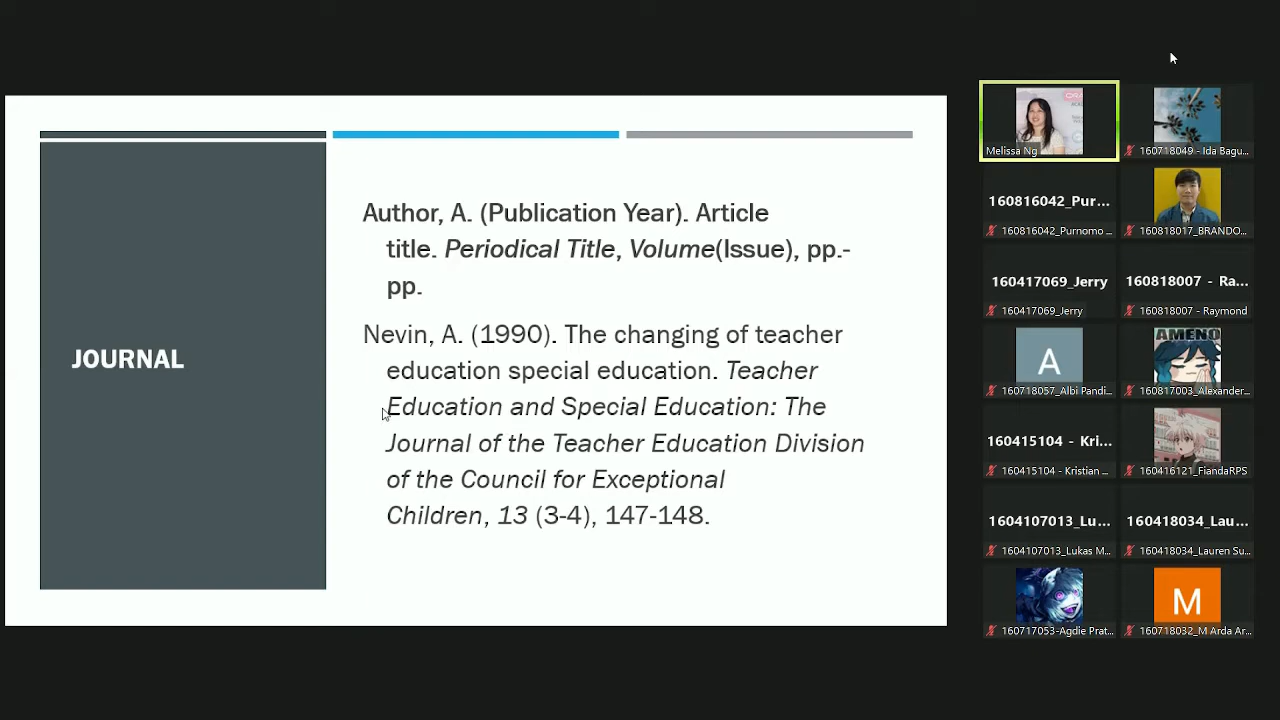 JOURNAL
Author, A. (Publication Year). Article
title. Periodical Title, Volume(Issue), pp.-
pp.
Nevin, A. (1990). The changing of teacher
education special education. Teacher
Education and Special Education: The
Journal of the Teacher Education Division
of the Council for Exceptional
Children, 13 (3-4), 147-148.
Melissa Ng
160718049 - Ida Bagu...
160816042_Pur...
160816042_Purnomo ...
160818017_BRANDO...
160417069_Jerry
160417069_Jerry
160818007 - Ra...
160818007 - Raymond
A
160718057_Albi Pandi...
AMENO
160817003_Alexander...
160415104 - Kri...
160415104 - Kristian ...
160416121_FiandaRPS
1604107013_Lu...
1604107013_Lukas M...
160418034_Lau...
160418034_Lauren Su...
160717053-Agdie Prat...
M
160718032_M Arda Ar...